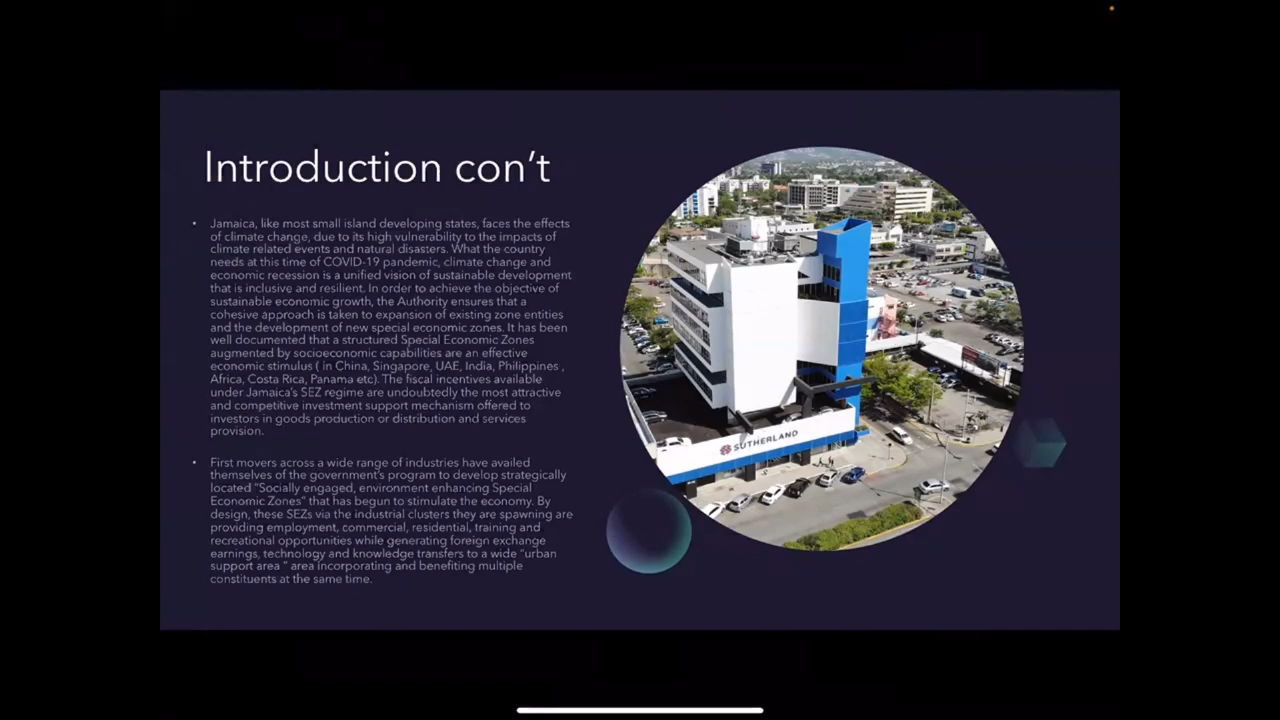 Introduction con't
• Jamaica, like most small island developing states, faces the effects
of climate change, due to its high vulnerability to the impacts of
climate related events and natural disasters. What the country
needs at this time of COVID-19 pandemic, climate change and
economic recession is a unified vision of sustainable development
that is inclusive and resilient. In order to achieve the objective of
sustainable economic growth, the Authority ensures that a
cohesive approach is taken to expansion of existing zone entities
and the development of new special economic zones. It has been
well documented that a structured Special Economic Zones
augmented by socioeconomic capabilities are an effective
economic stimulus ( in China, Singapore, UAE, India, Philippines ,
Africa, Costa Rica, Panama etc). The fiscal incentives available
under Jamaica's SEZ regime are undoubtedly the most attractive
and competitive investment support mechanism offered to
investors in goods production or distribution and services
provision.
• First movers across a wide range of industries have availed
themselves of the government's program to develop strategically
located "Socially engaged, environment enhancing Special
Economic Zones" that has begun to stimulate the economy. By
design, these SEZs via the industrial clusters they are spawning are
providing employment, commercial, residential, training and
recreational opportunities while generating foreign exchange
earnings, technology and knowledge transfers to a wide "urban
support area " area incorporating and benefiting multiple
constituents at the same time.
SUTHERLAND